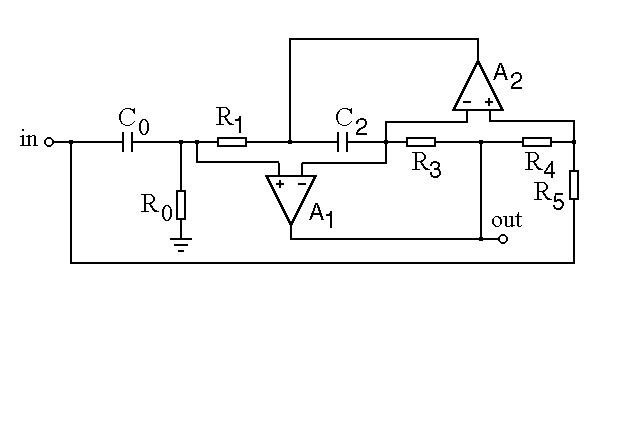 A2
- +
C0 R1 C2
in
R3 R4
+ -
R0 A1 R5
out